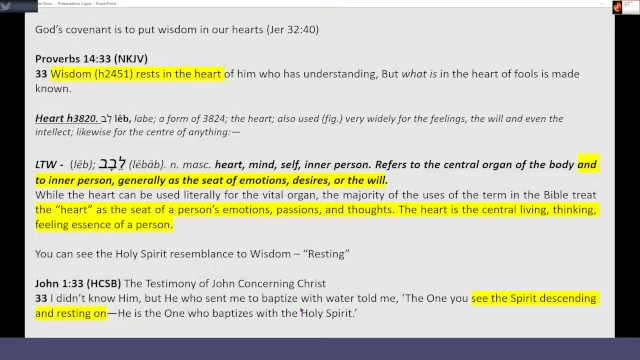 God's covenant is to put wisdom in our hearts (Jer 32:40)
Proverbs 14:33 (NKJV)
33 Wisdom (h2451) rests in the heart of him who has understanding, But what is in the heart of fools is made
known.
Heart h3820. לֵב lêb, labe; a form of 3824; the heart; also used (fig.) very widely for the feelings, the will and even the
intellect; likewise for the centre of anything:—
LTW - (lēb); לֵבָב (lēbāb). n. masc. heart, mind, self, inner person. Refers to the central organ of the body and
to inner person, generally as the seat of emotions, desires, or the will.
While the heart can be used literally for the vital organ, the majority of the uses of the term in the Bible treat
the “heart” as the seat of a person's emotions, passions, and thoughts. The heart is the central living, thinking,
feeling essence of a person.
You can see the Holy Spirit resemblance to Wisdom – “Resting”
John 1:33 (HCSB) The Testimony of John Concerning Christ
33 I didn't know Him, but He who sent me to baptize with water told me, 'The One you see the Spirit descending
and resting on—He is the One who baptizes with the Holy Spirit.'